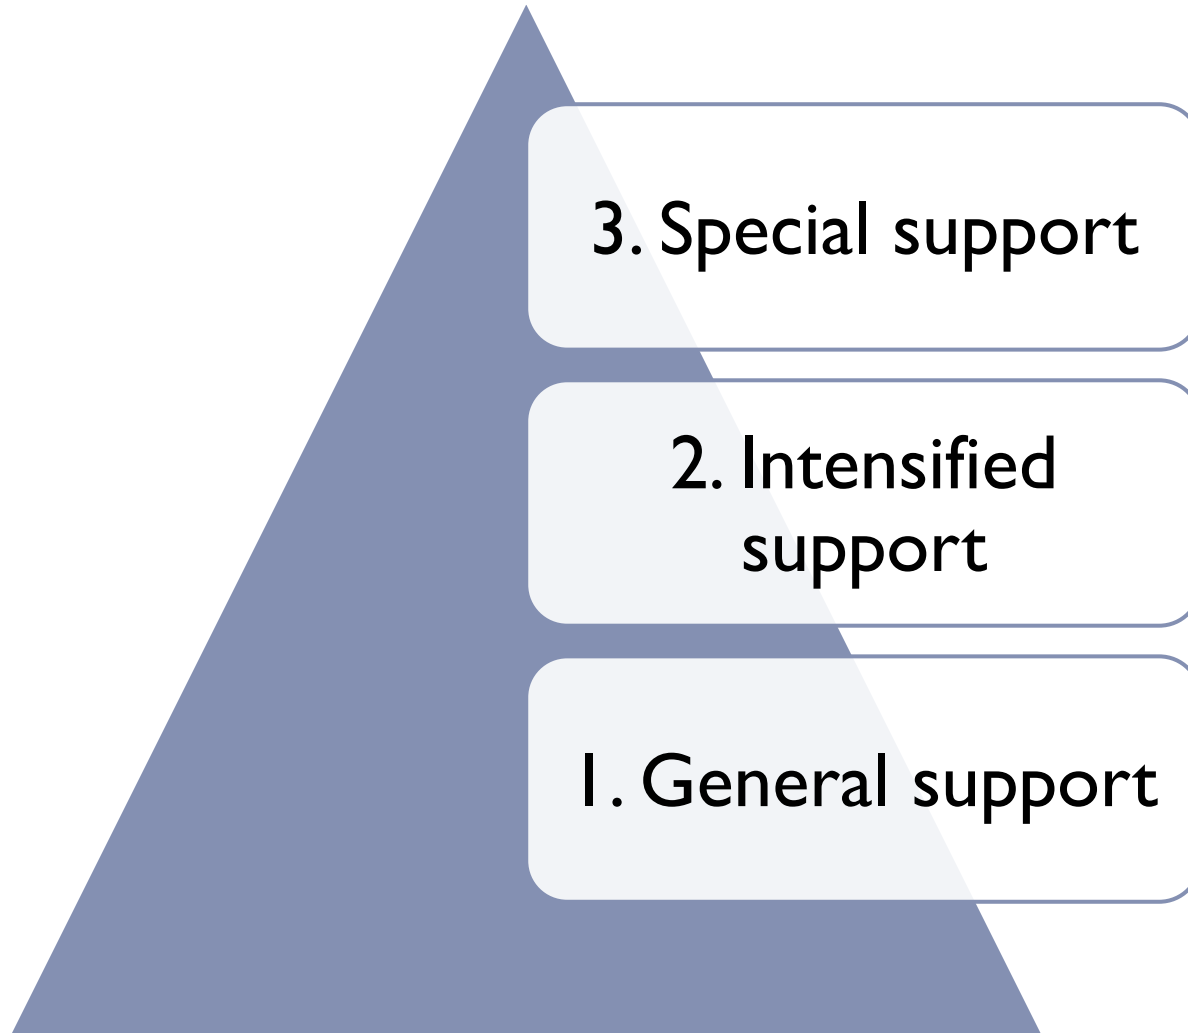 3. Special support
2. Intensified
support
1. General support